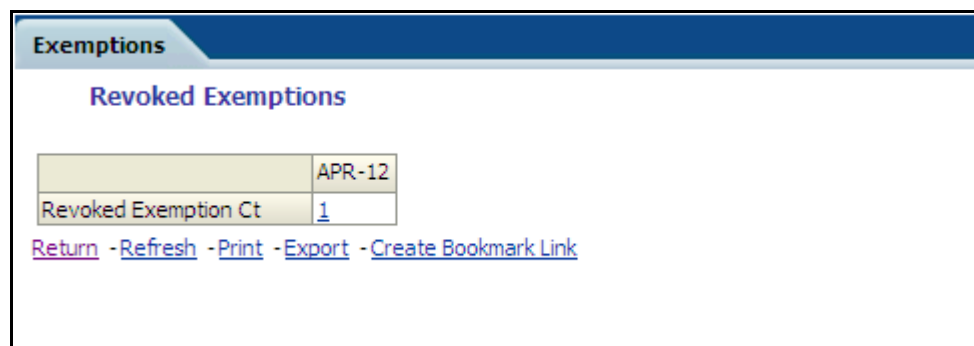 Exemptions
Revoked Exemptions
APR-12
Revoked Exemption Ct 1
Return - Refresh - Print - Export - Create Bookmark Link